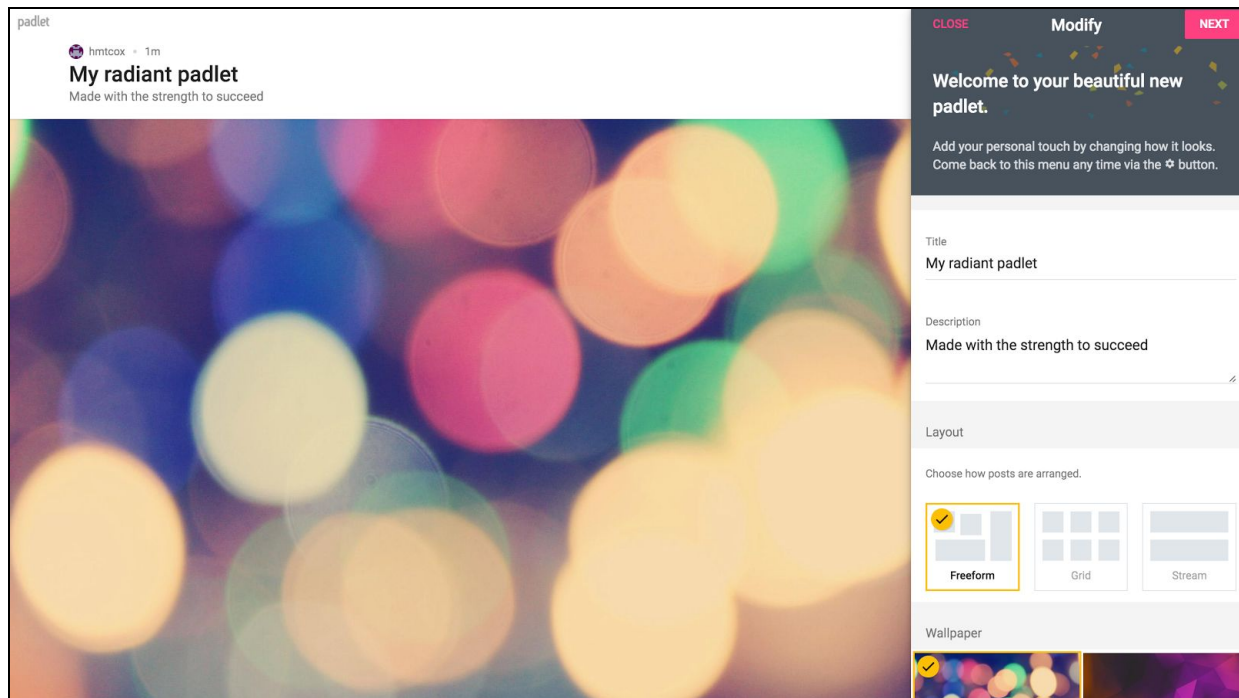 padlet
hmtcox • 1m
My radiant padlet
Made with the strength to succeed
CLOSE
Modify
NEXT
Welcome to your beautiful new
padlet.
Add your personal touch by changing how it looks.
Come back to this menu any time via the ✿ button.
Title
My radiant padlet
Description
Made with the strength to succeed
Layout
Choose how posts are arranged.
Freeform
Grid
Stream
Wallpaper